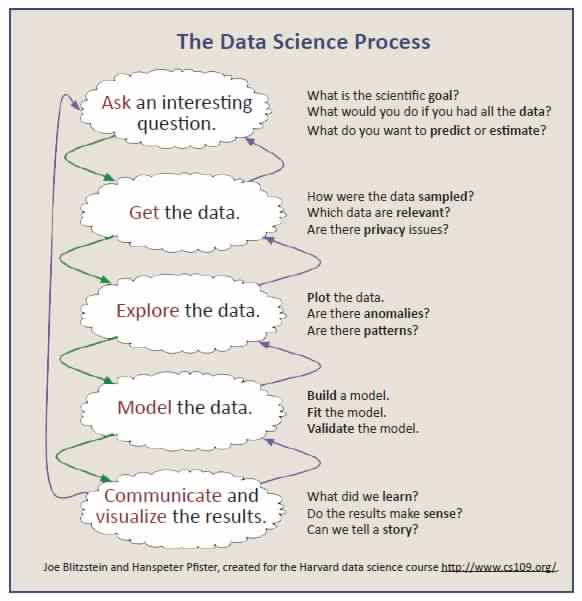 The Data Science Process
Ask an interesting
question.
What is the scientific goal?
What would you do if you had all the data?
What do you want to predict or estimate?
Get the data.
How were the data sampled?
Which data are relevant?
Are there privacy issues?
Explore the data.
Plot the data.
Are there anomalies?
Are there patterns?
Model the data.
Build a model.
Fit the model.
Validate the model.
Communicate and
visualize the results.
What did we learn?
Do the results make sense?
Can we tell a story?
Joe Blitzstein and Hanspeter Pfister, created for the Harvard data science course http://www.cs109.org/.